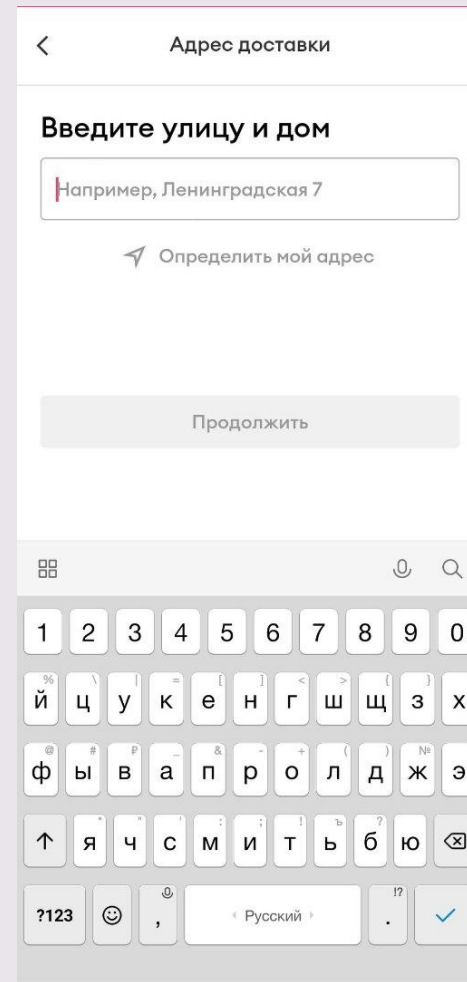 Адрес доставки
Введите улицу и дом
Например, Ленинградская 7
Определить мой адрес
Продолжить
1 2 3 4 5 6 7 8 9 0
% \ | = [ ] < > { }
й ц у к е н г ш щ з х
@ # ₽ _ & - + ( ) №
ф ы в а п р о л д ж э
* " ' : ; ! ъ ?
я ч с м и т ь б ю
!?
?123 , Русский .